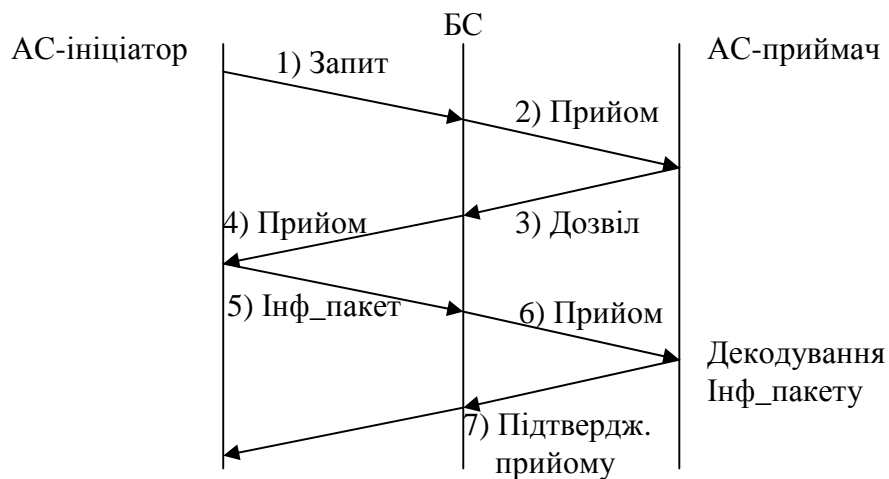 БС
АС-ініціатор
АС-приймач
1) Запит
2) Прийом
4) Прийом
3) Дозвіл
5) Інф_пакет
6) Прийом
Декодування
Інф_пакету
7) Підтвердж.
прийому